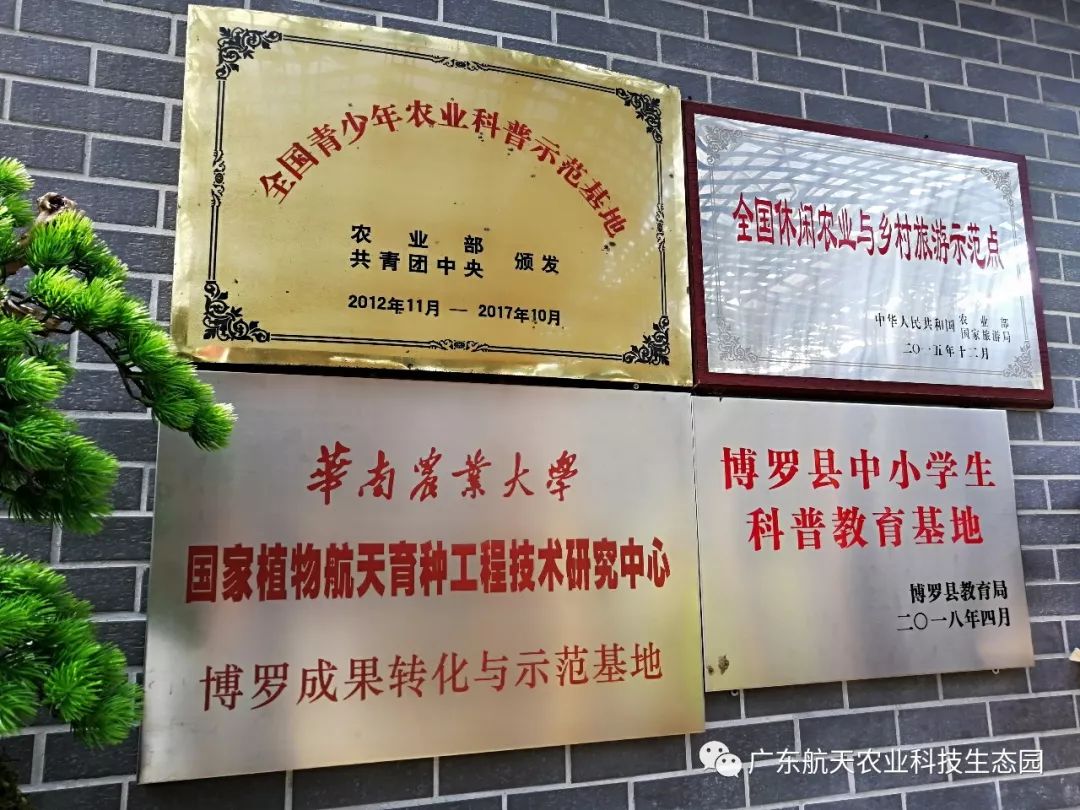 全国青少年农业科普示范基地
农业部
共青团中央 颁发
2012年11月 — 2017年10月
全国休闲农业与乡村旅游示范点
中华人民共和国 农业部
国家旅游局
二〇一五年十二月
華南農業大學
国家植物航天育种工程技术研究中心
博罗成果转化与示范基地
博罗县中小学生
科普教育基地
博罗县教育局
二〇一八年四月
广东航天农业科技生态园